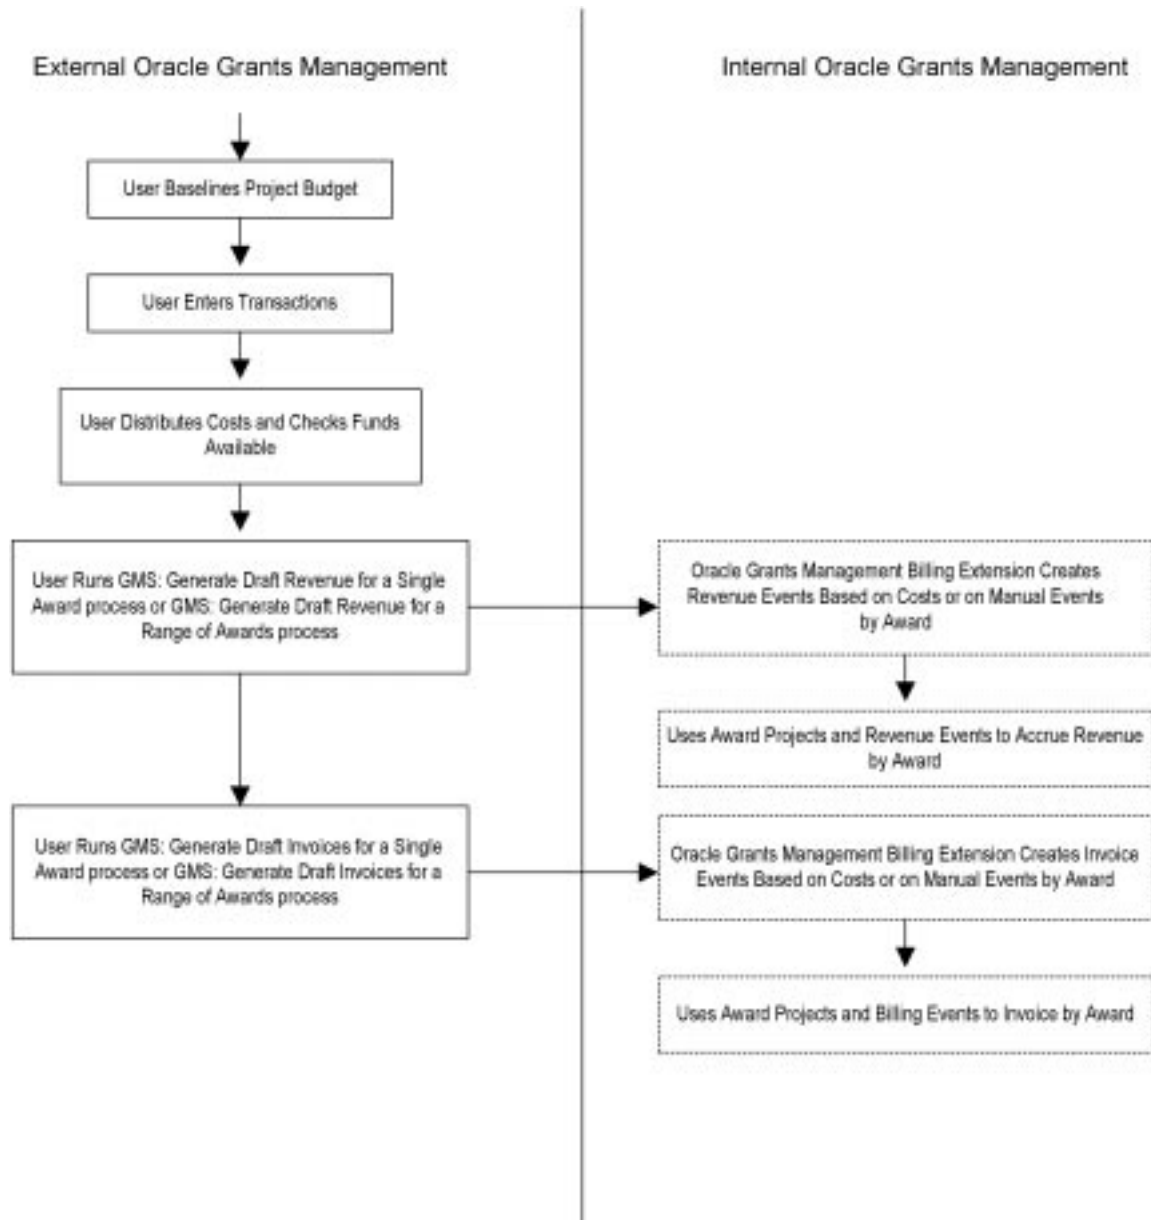 External Oracle Grants Management
Internal Oracle Grants Management
User Baselines Project Budget
User Enters Transactions
User Distributes Costs and Checks Funds
Available
User Runs GMS: Generate Draft Revenue for a Single
Award process or GMS: Generate Draft Revenue for a
Range of Awards process
Oracle Grants Management Billing Extension Creates
Revenue Events Based on Costs or on Manual Events
by Award
Uses Award Projects and Revenue Events to Accrue Revenue
by Award
User Runs GMS: Generate Draft Invoices for a Single
Award process or GMS: Generate Draft Invoices for a
Range of Awards process
Oracle Grants Management Billing Extension Creates Invoice
Events Based on Costs or on Manual Events by Award
Uses Award Projects and Billing Events to Invoice by Award